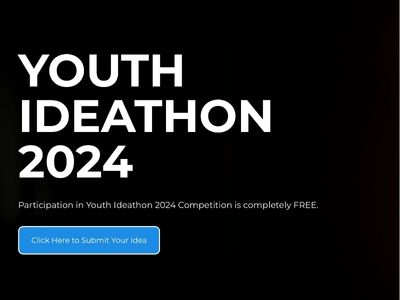 YOUTH
IDEATHON
2024
Participation in Youth Ideathon 2024 Competition is completely FREE.
Click Here to Submit Your Idea